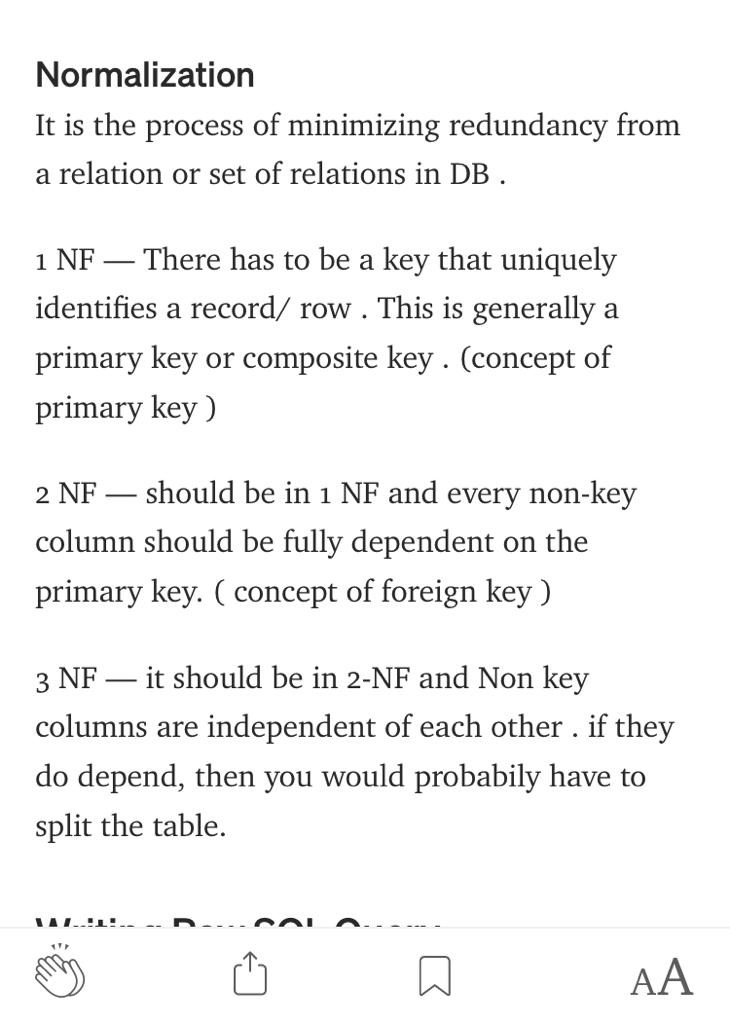 Normalization
It is the process of minimizing redundancy from
a relation or set of relations in DB .
1 NF — There has to be a key that uniquely
identifies a record/ row . This is generally a
primary key or composite key . (concept of
primary key )
2 NF — should be in 1 NF and every non-key
column should be fully dependent on the
primary key. ( concept of foreign key )
3 NF — it should be in 2-NF and Non key
columns are independent of each other . if they
do depend, then you would probabily have to
split the table.
Writing Raw SQL Query
AA